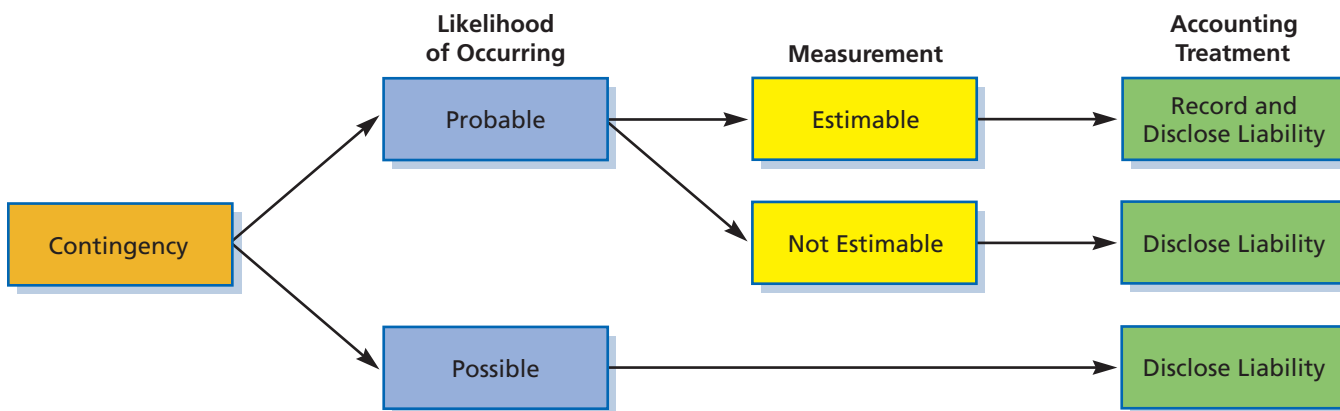 Likelihood
of Occurring
Measurement
Accounting
Treatment
Probable
Estimable
Record and
Disclose Liability
Contingency
Not Estimable
Disclose Liability
Possible
Disclose Liability